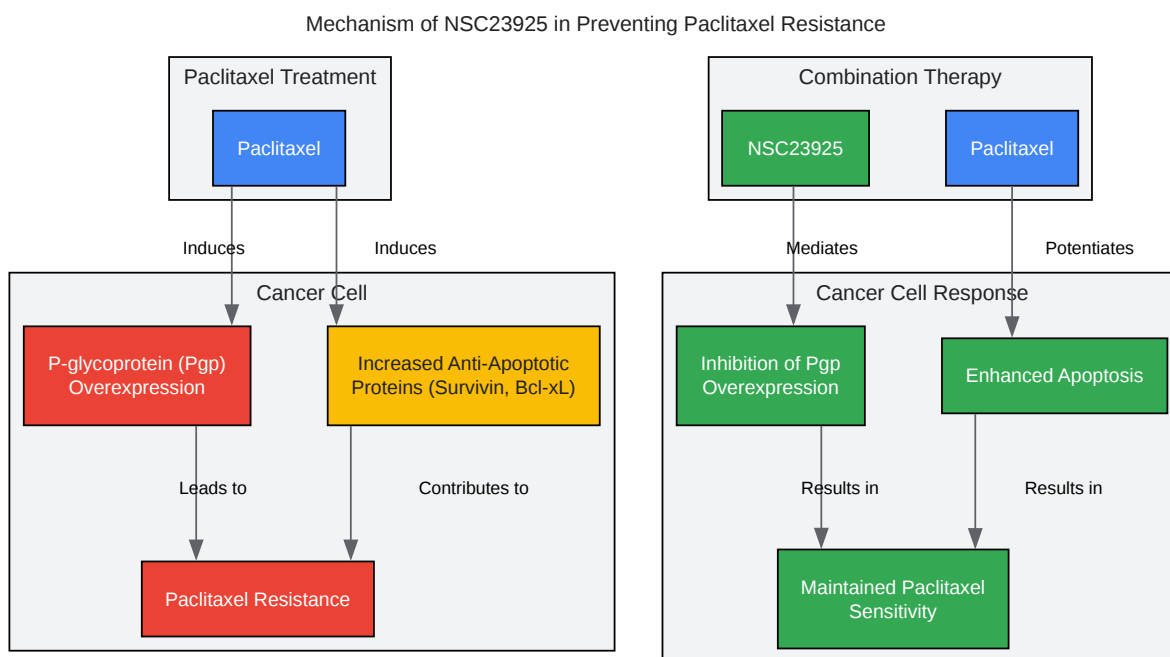 Mechanism of NSC23925 in Preventing Paclitaxel Resistance
Paclitaxel Treatment
Paclitaxel
Induces
Induces
Cancer Cell
P-glycoprotein (Pgp)
Overexpression
Increased Anti-Apoptotic
Proteins (Survivin, Bcl-xL)
Leads to
Contributes to
Paclitaxel Resistance
Combination Therapy
NSC23925
Paclitaxel
Mediates
Potentiates
Cancer Cell Response
Inhibition of Pgp
Overexpression
Enhanced Apoptosis
Results in
Results in
Maintained Paclitaxel
Sensitivity